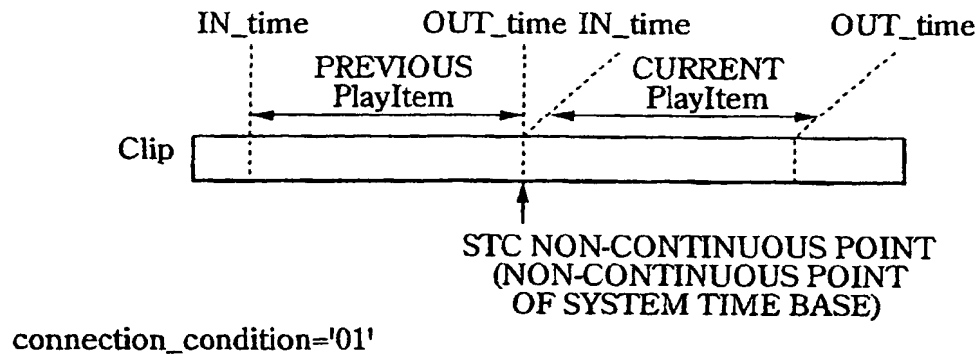 IN_time OUT_time IN_time OUT_time
PREVIOUS
PlayItem
CURRENT
PlayItem
Clip
STC NON-CONTINUOUS POINT
(NON-CONTINUOUS POINT
OF SYSTEM TIME BASE)
connection_condition='01'